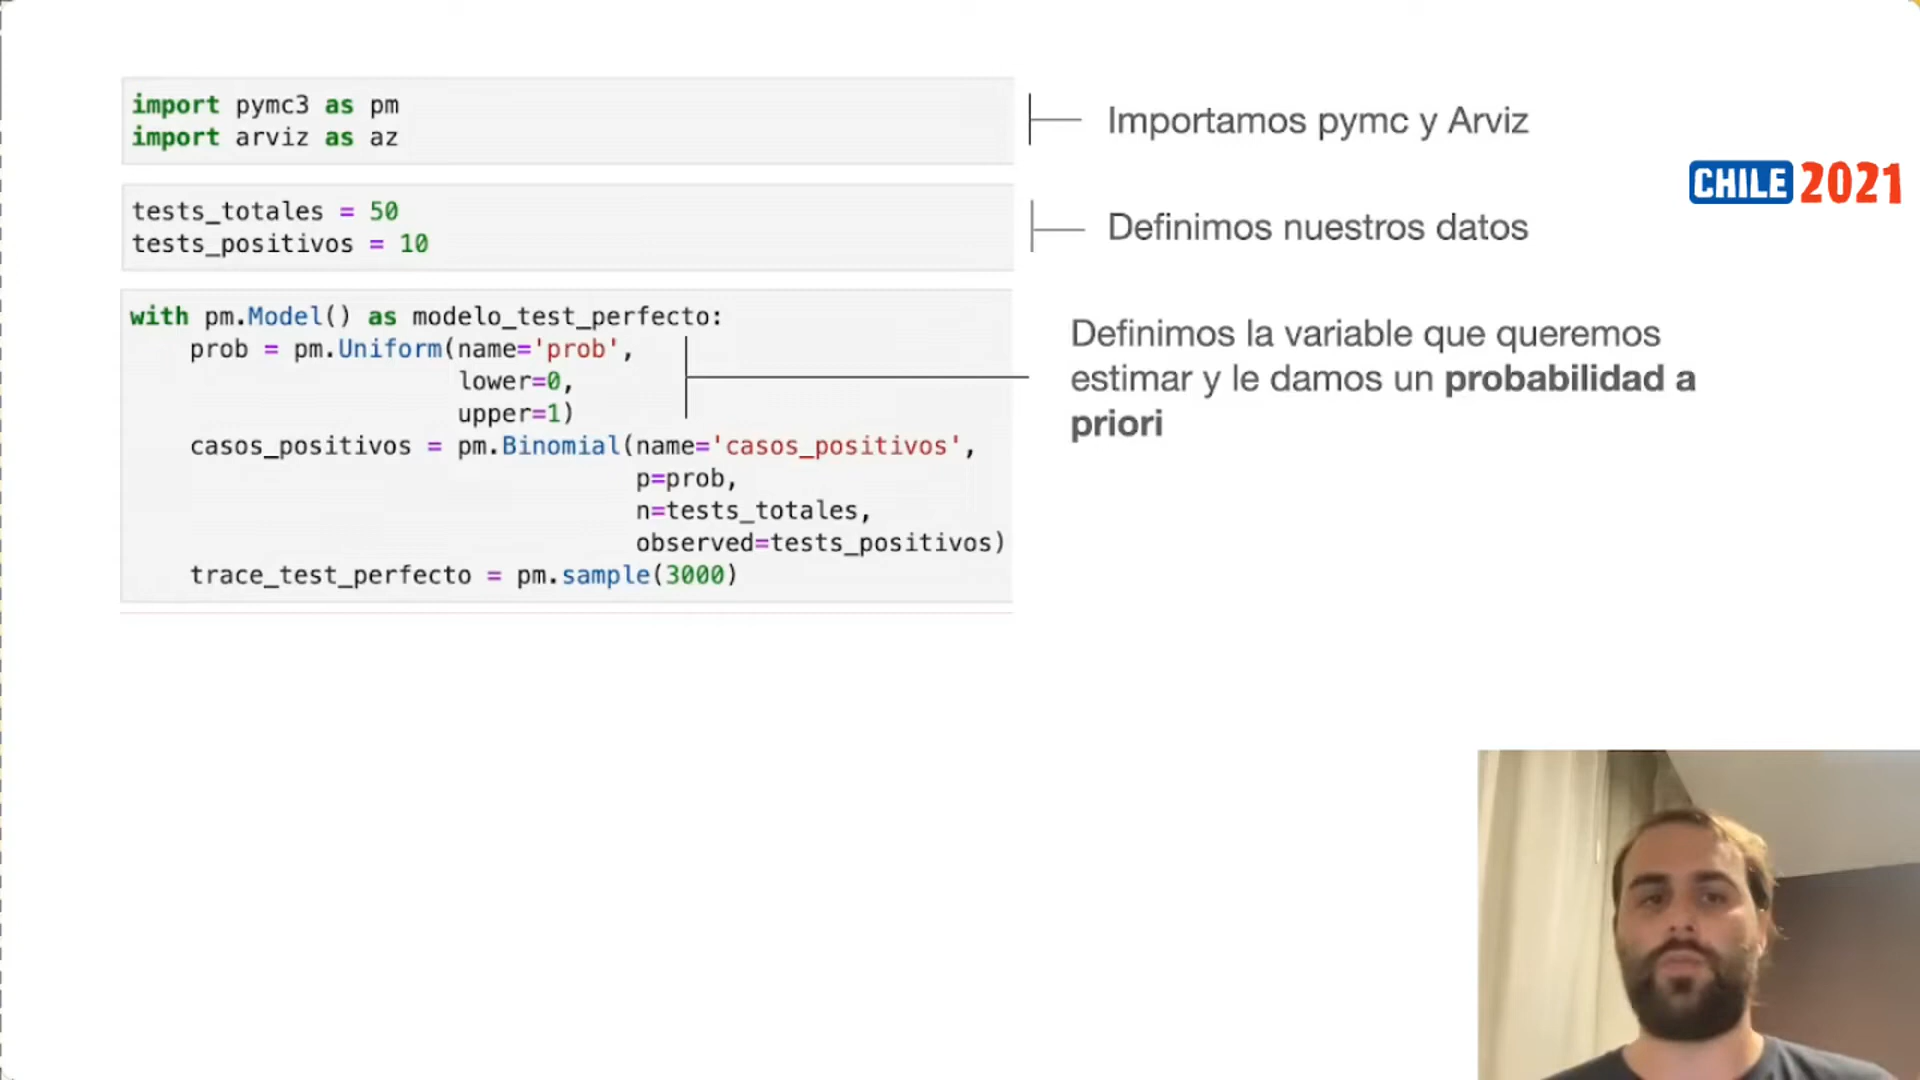 import pymc3 as pm
import arviz as az
Importamos pymc y Arviz
CHILE 2021
tests_totales = 50
tests_positivos = 10
Definimos nuestros datos
with pm.Model() as modelo_test_perfecto:
    prob = pm.Uniform(name='prob',
                      lower=0,
                      upper=1)
    casos_positivos = pm.Binomial(name='casos_positivos',
                                  p=prob,
                                  n=tests_totales,
                                  observed=tests_positivos)
    trace_test_perfecto = pm.sample(3000)
Definimos la variable que queremos
estimar y le damos un probabilidad a
priori